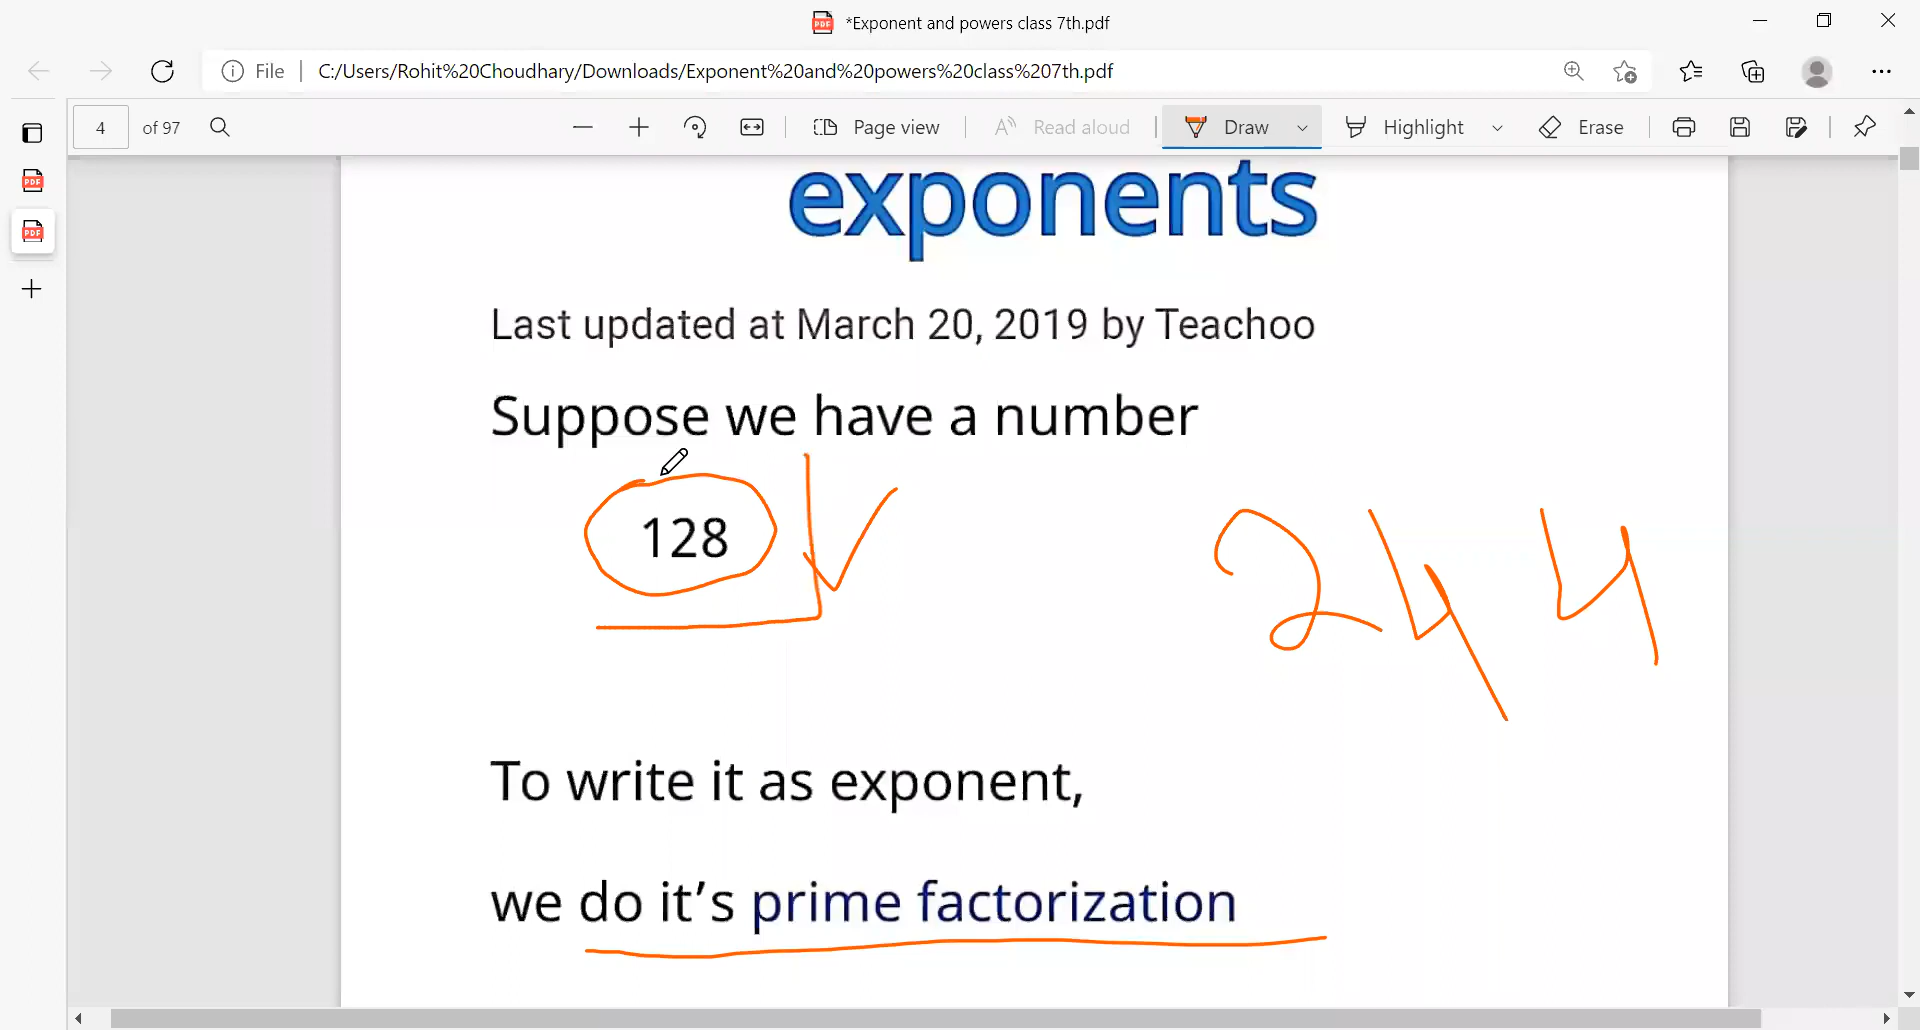 *Exponent and powers class 7th.pdf
File | C:/Users/Rohit%20Choudhary/Downloads/Exponent%20and%20powers%20class%207th.pdf
4 of 97 Page view Read aloud Draw Highlight Erase
exponents
Last updated at March 20, 2019 by Teachoo
Suppose we have a number
128
244
To write it as exponent,
we do it’s prime factorization